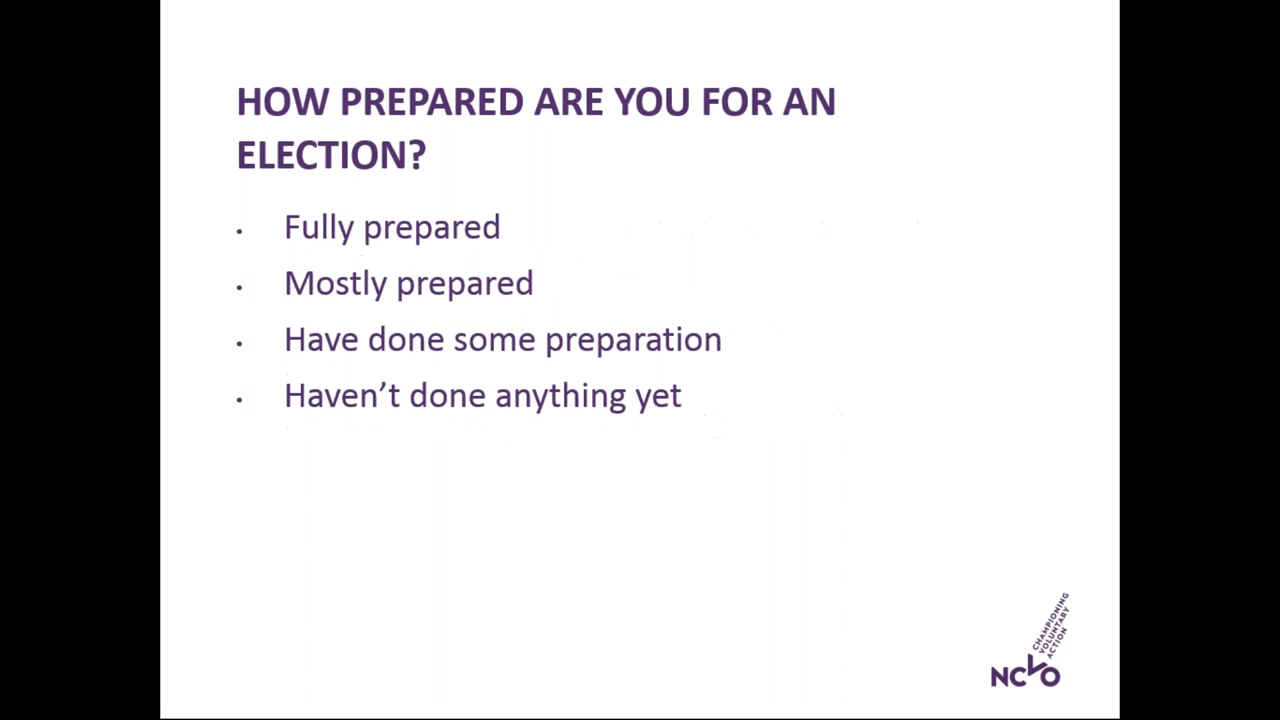 HOW PREPARED ARE YOU FOR AN
ELECTION?
• Fully prepared
• Mostly prepared
• Have done some preparation
• Haven’t done anything yet
CHAMPIONING
VOLUNTARY
ACTION
NCVO